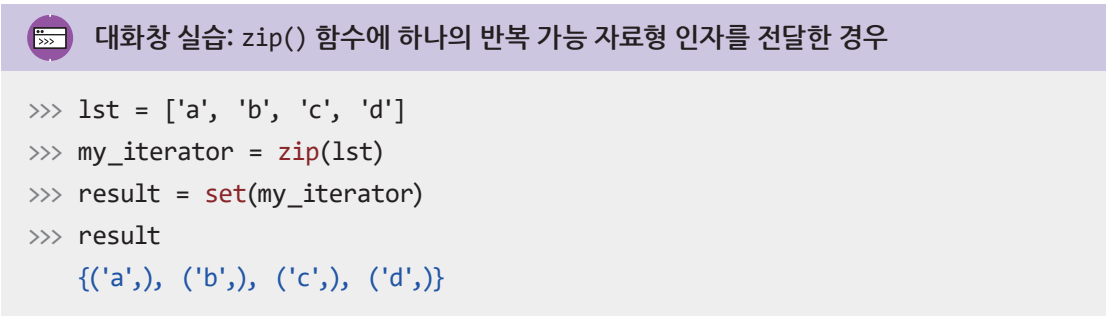 대화창 실습: zip() 함수에 하나의 반복 가능 자료형 인자를 전달한 경우
>>> lst = ['a', 'b', 'c', 'd']
>>> my_iterator = zip(lst)
>>> result = set(my_iterator)
>>> result
{('a',), ('b',), ('c',), ('d',)}